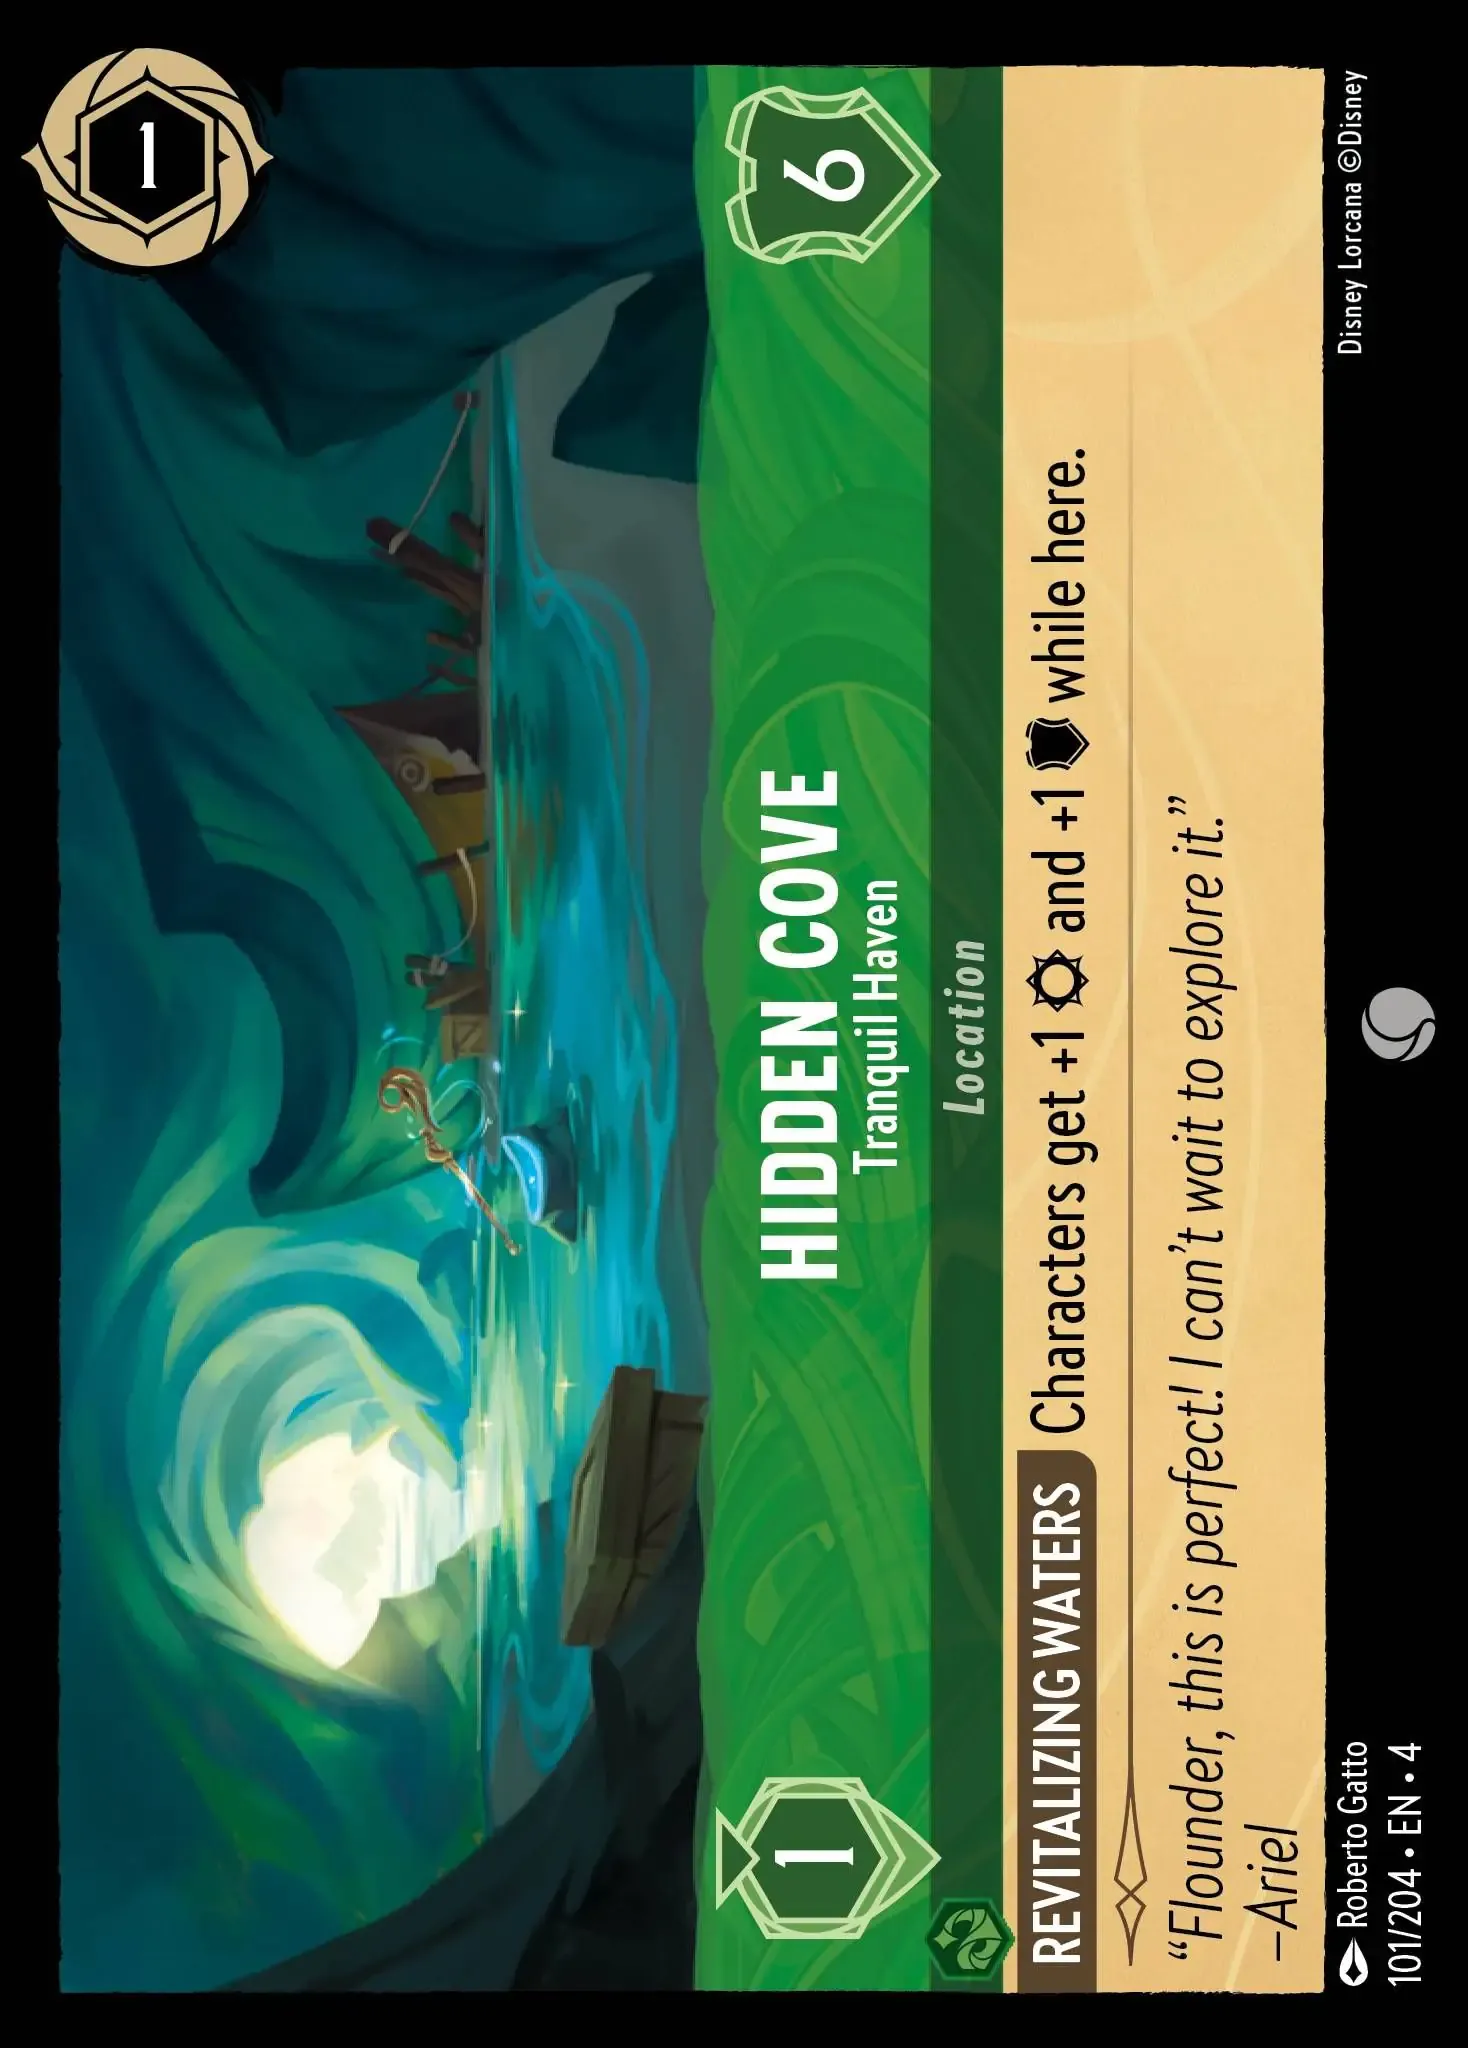 1
HIDDEN COVE
Tranquil Haven
1
6
Location
REVITALIZING WATERS Characters get +1 and +1 while here.
“Flounder, this is perfect! I can’t wait to explore it.”
–Ariel
Roberto Gatto
Disney Lorcana ©Disney
101/204 • EN • 4